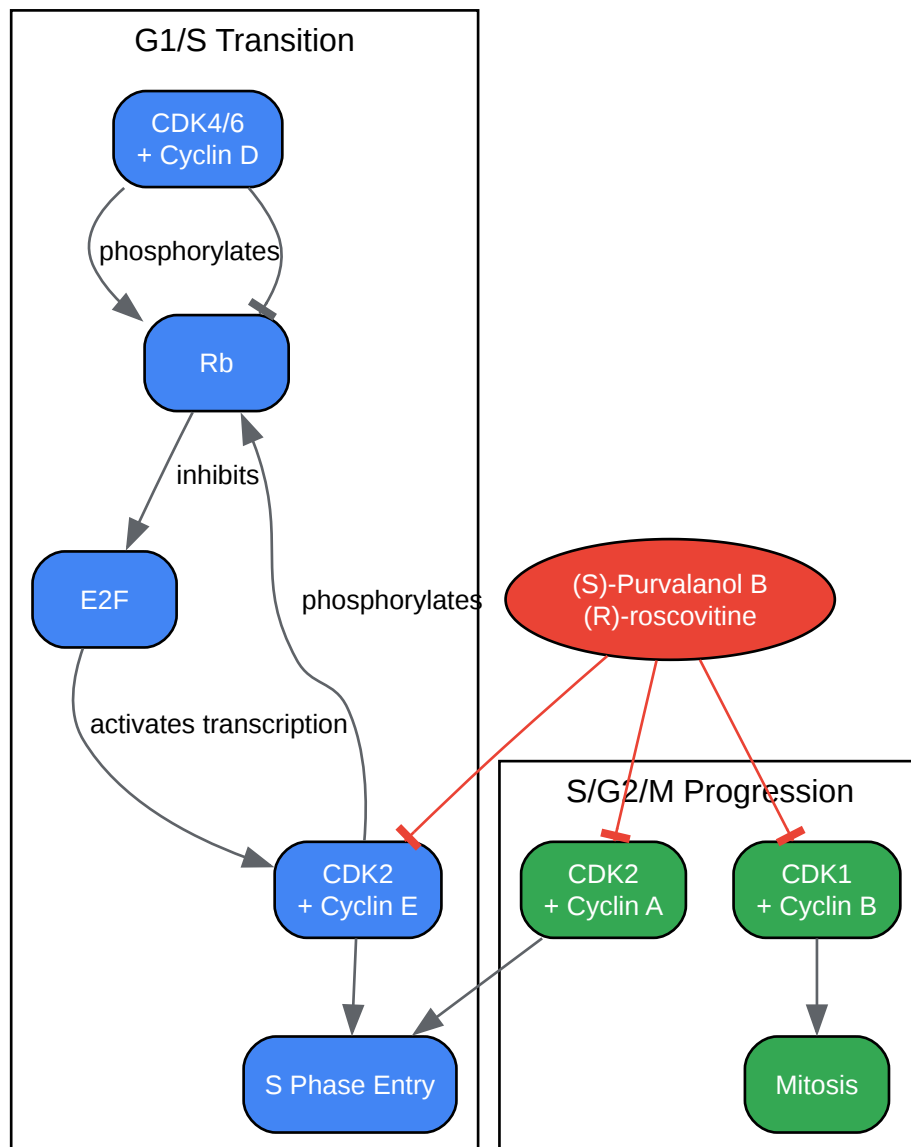 G1/S Transition
CDK4/6
+ Cyclin D
phosphorylates
Rb
inhibits
E2F
phosphorylates
(S)-Purvalanol B
(R)-roscovitine
activates transcription
S/G2/M Progression
CDK2
+ Cyclin E
CDK2
+ Cyclin A
CDK1
+ Cyclin B
S Phase Entry
Mitosis